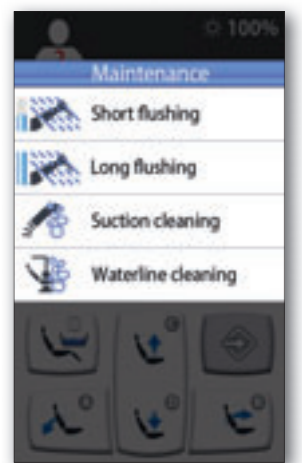 100%
Maintenance
Short flushing
Long flushing
Suction cleaning
Waterline cleaning